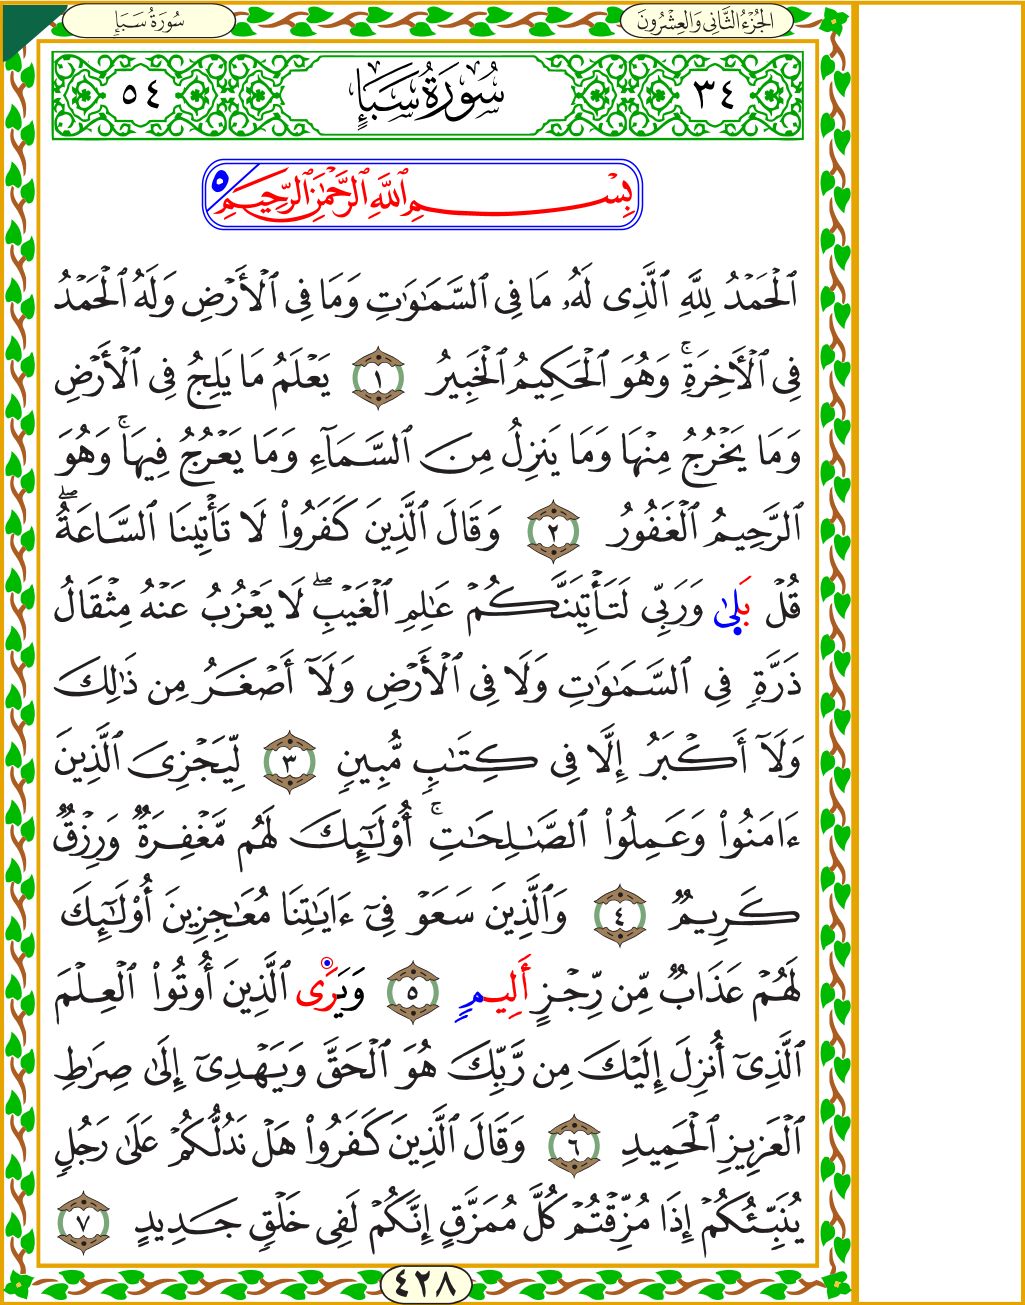 الجُزْءُ الثَّانِي وَالعِشْرُونَ
سُورَةُ سَبَإٍ
٣٤
سُورَةُ سَبَإٍ
٥٤
بِسْمِ ٱللَّهِ ٱلرَّحْمَٰنِ ٱلرَّحِيمِ ٥
ٱلْحَمْدُ لِلَّهِ ٱلَّذِى لَهُۥ مَا فِى ٱلسَّمَٰوَٰتِ وَمَا فِى ٱلْأَرْضِ وَلَهُ ٱلْحَمْدُ
فِى ٱلْأَخِرَةِ ۚ وَهُوَ ٱلْحَكِيمُ ٱلْخَبِيرُ ١ يَعْلَمُ مَا يَلِجُ فِى ٱلْأَرْضِ
وَمَا يَخْرُجُ مِنْهَا وَمَا يَنزِلُ مِنَ ٱلسَّمَآءِ وَمَا يَعْرُجُ فِيهَا ۚ وَهُوَ
ٱلرَّحِيمُ ٱلْغَفُورُ ٢ وَقَالَ ٱلَّذِينَ كَفَرُوا۟ لَا تَأْتِينَا ٱلسَّاعَةُ ۖ
قُلْ بَلَىٰ وَرَبِّى لَتَأْتِيَنَّكُمْ عَٰلِمِ ٱلْغَيْبِ ۖ لَا يَعْزُبُ عَنْهُ مِثْقَالُ
ذَرَّةٍ فِى ٱلسَّمَٰوَٰتِ وَلَا فِى ٱلْأَرْضِ وَلَآ أَصْغَرُ مِن ذَٰلِكَ
وَلَآ أَكْبَرُ إِلَّا فِى كِتَٰبٍ مُّبِينٍ ٣ لِّيَجْزِىَ ٱلَّذِينَ
ءَامَنُوا۟ وَعَمِلُوا۟ ٱلصَّٰلِحَٰتِ ۚ أُو۟لَٰٓئِكَ لَهُم مَّغْفِرَةٌ وَرِزْقٌ
كَرِيمٌ ٤ وَٱلَّذِينَ سَعَوْ فِىٓ ءَايَٰتِنَا مُعَٰجِزِينَ أُو۟لَٰٓئِكَ
لَهُمْ عَذَابٌ مِّن رِّجْزٍ أَلِيمٍ ٥ وَيَرَى ٱلَّذِينَ أُوتُوا۟ ٱلْعِلْمَ
ٱلَّذِىٓ أُنزِلَ إِلَيْكَ مِن رَّبِّكَ هُوَ ٱلْحَقَّ وَيَهْدِىٓ إِلَىٰ صِرَٰطِ
ٱلْعَزِيزِ ٱلْحَمِيدِ ٦ وَقَالَ ٱلَّذِينَ كَفَرُوا۟ هَلْ نَدُلُّكُمْ عَلَىٰ رَجُلٍ
يُنَبِّئُكُمْ إِذَا مُزِّقْتُمْ كُلَّ مُمَزَّقٍ إِنَّكُمْ لَفِى خَلْقٍ جَدِيدٍ ٧
٤٢٨